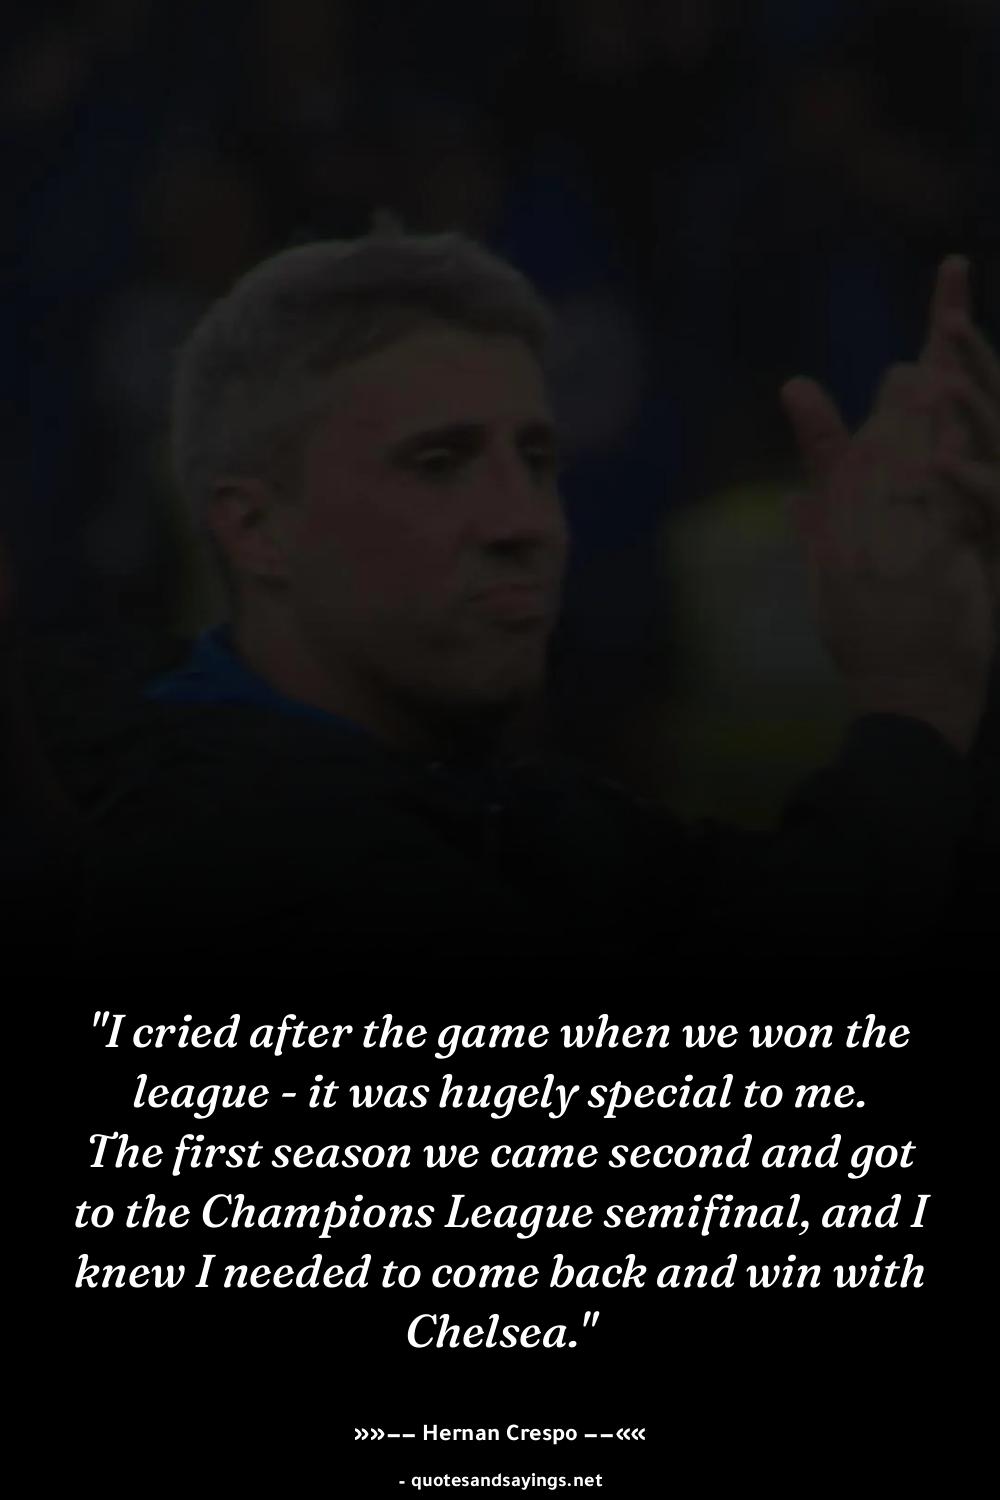 "I cried after the game when we won the
league - it was hugely special to me.
The first season we came second and got
to the Champions League semifinal, and I
knew I needed to come back and win with
Chelsea."
»»−− Hernan Crespo −−««
- quotesandsayings.net